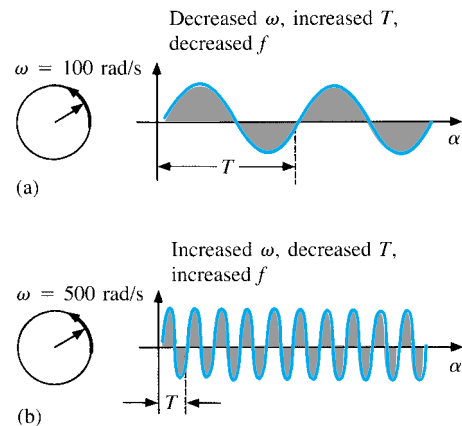 Decreased ω, increased T,
decreased f
ω = 100 rad/s
α
T
(a)
Increased ω, decreased T,
increased f
ω = 500 rad/s
α
T
(b)